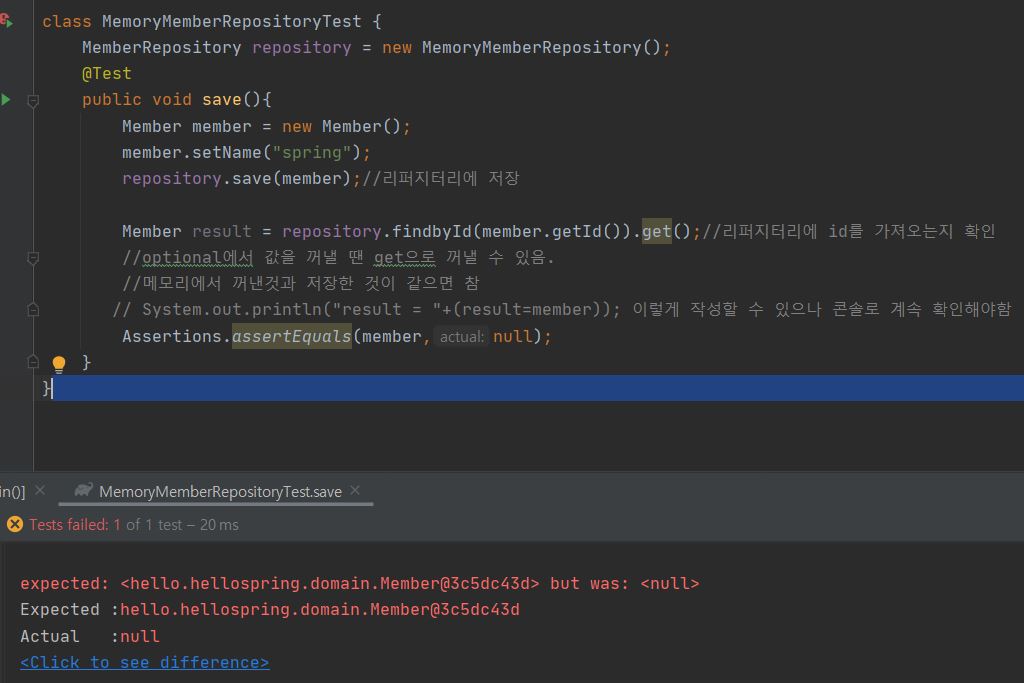 class MemoryMemberRepositoryTest {
MemberRepository repository = new MemoryMemberRepository();
@Test
public void save(){
Member member = new Member();
member.setName("spring");
repository.save(member);//리퍼지터리에 저장
Member result = repository.findbyId(member.getId()).get();//리퍼지터리에 id를 가져오는지 확인
//optional에서 값을 꺼낼 땐 get으로 꺼낼 수 있음.
//메모리에서 꺼낸것과 저장한 것이 같으면 참
// System.out.println("result = "+(result=member)); 이렇게 작성할 수 있으나 콘솔로 계속 확인해야함
Assertions.assertEquals(member, actual: null);
}
}
in()]
MemoryMemberRepositoryTest.save
Tests failed: 1 of 1 test – 20 ms
expected: <hello.hellospring.domain.Member@3c5dc43d> but was: <null>
Expected :hello.hellospring.domain.Member@3c5dc43d
Actual   :null
<Click to see difference>